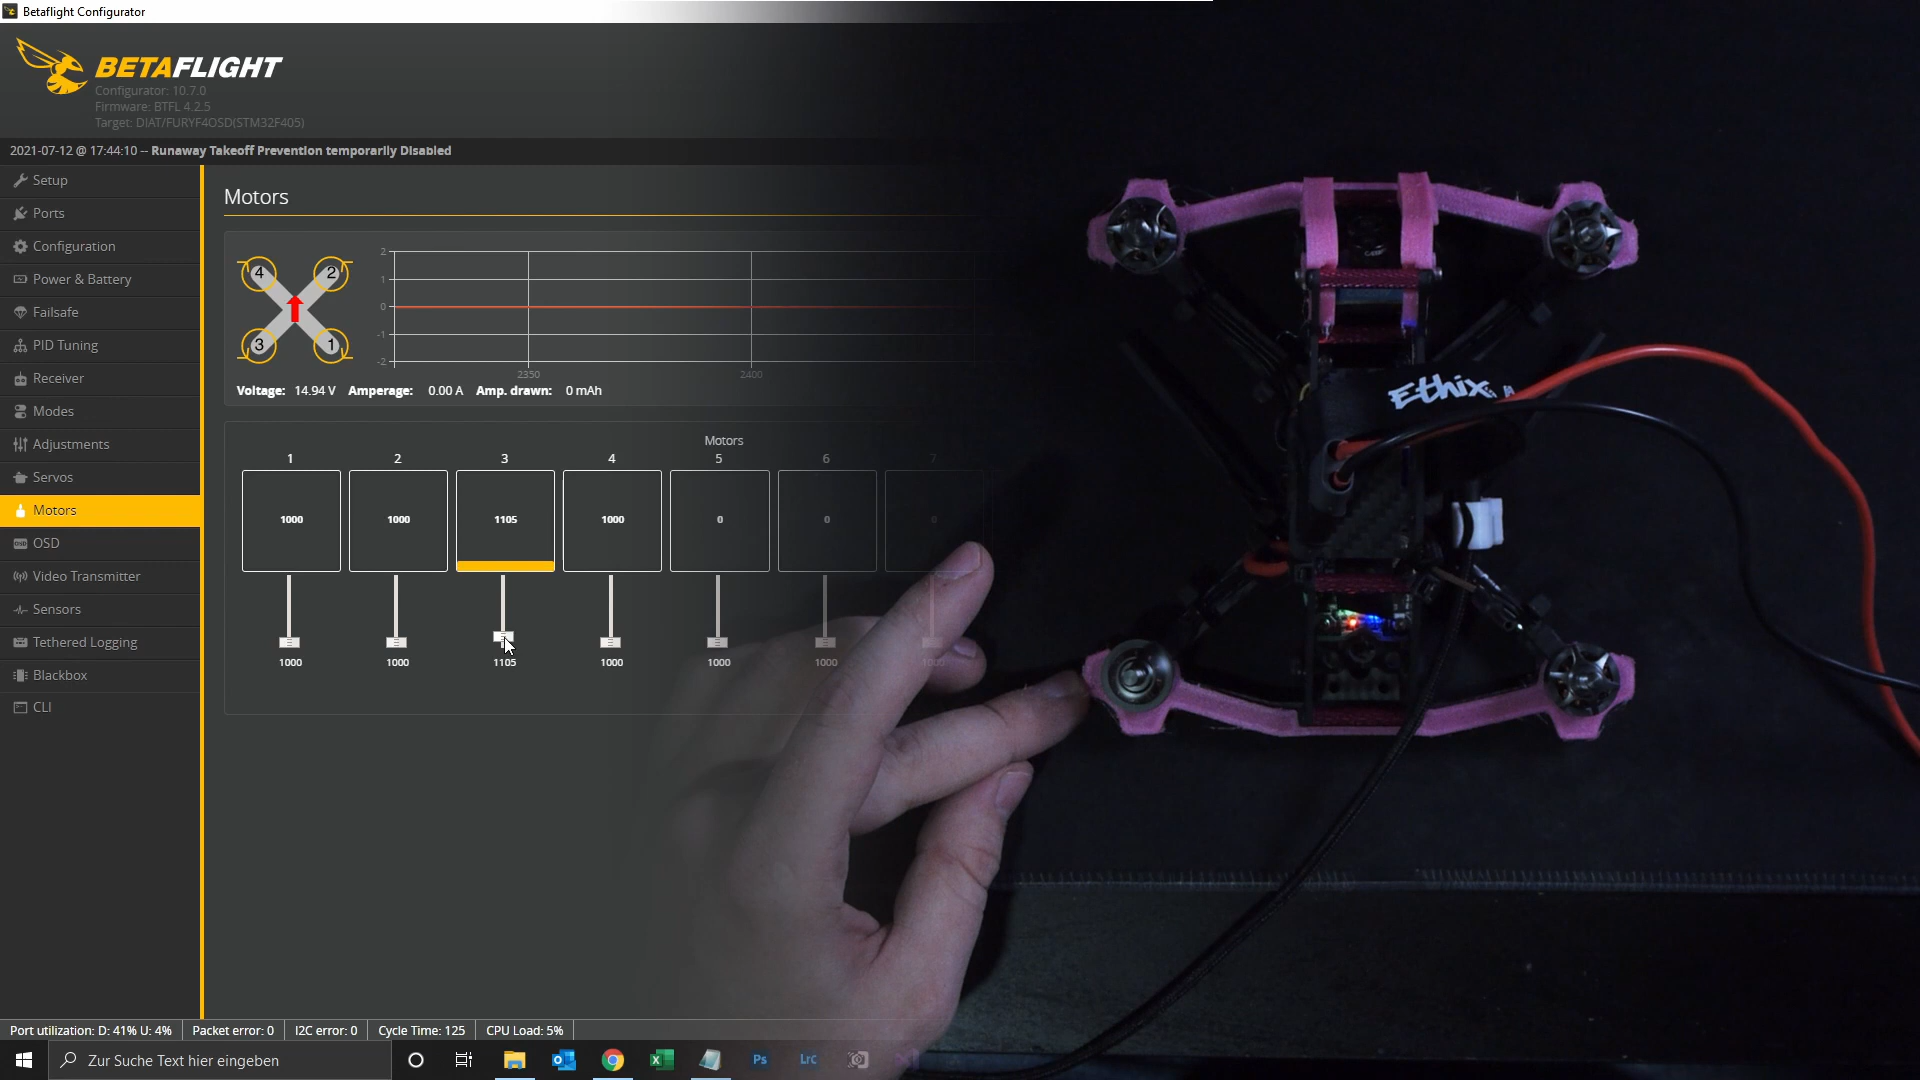 Betaflight Configurator
BETAFLIGHT
Configurator: 10.7.0
Firmware: BTFL 4.2.5
Target: DIAT/FURYF4OSD(STM32F405)
2021-07-12 @ 17:44:10 -- Runaway Takeoff Prevention temporarily Disabled
Setup
Ports
Configuration
Power & Battery
Failsafe
PID Tuning
Receiver
Modes
Adjustments
Servos
Motors
OSD
Video Transmitter
Sensors
Tethered Logging
Blackbox
CLI
Motors
4 2
3 1
2
1
0
-1
-2
2350 2400
Voltage: 14.94 V Amperage: 0.00 A Amp. drawn: 0 mAh
Motors
1 2 3 4 5 6 7
1000 1000 1105 1000 0 0 0
1000 1000 1105 1000 1000 1000 1000
Ethix
Port utilization: D: 41% U: 4% Packet error: 0 I2C error: 0 Cycle Time: 125 CPU Load: 5%
Zur Suche Text hier eingeben
Ps Lrc